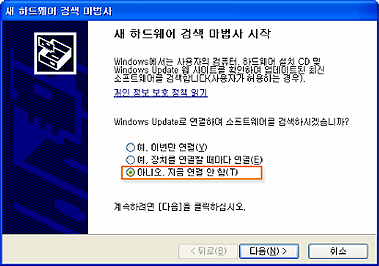 새 하드웨어 검색 마법사
새 하드웨어 검색 마법사 시작
Windows에서는 사용자의 컴퓨터, 하드웨어 설치 CD 및
Windows Update 웹 사이트를 확인하여 업데이트된 최신
소프트웨어를 검색합니다(사용자가 허용하는 경우).
개인 정보 보호 정책 읽기
Windows Update로 연결하여 소프트웨어를 검색하시겠습니까?
예, 이번만 연결(Y)
예, 장치를 연결할 때마다 연결(E)
아니오, 지금 연결 안 함(T)
계속하려면 [다음]을 클릭하십시오.
< 뒤로(B) 다음(N) > 취소